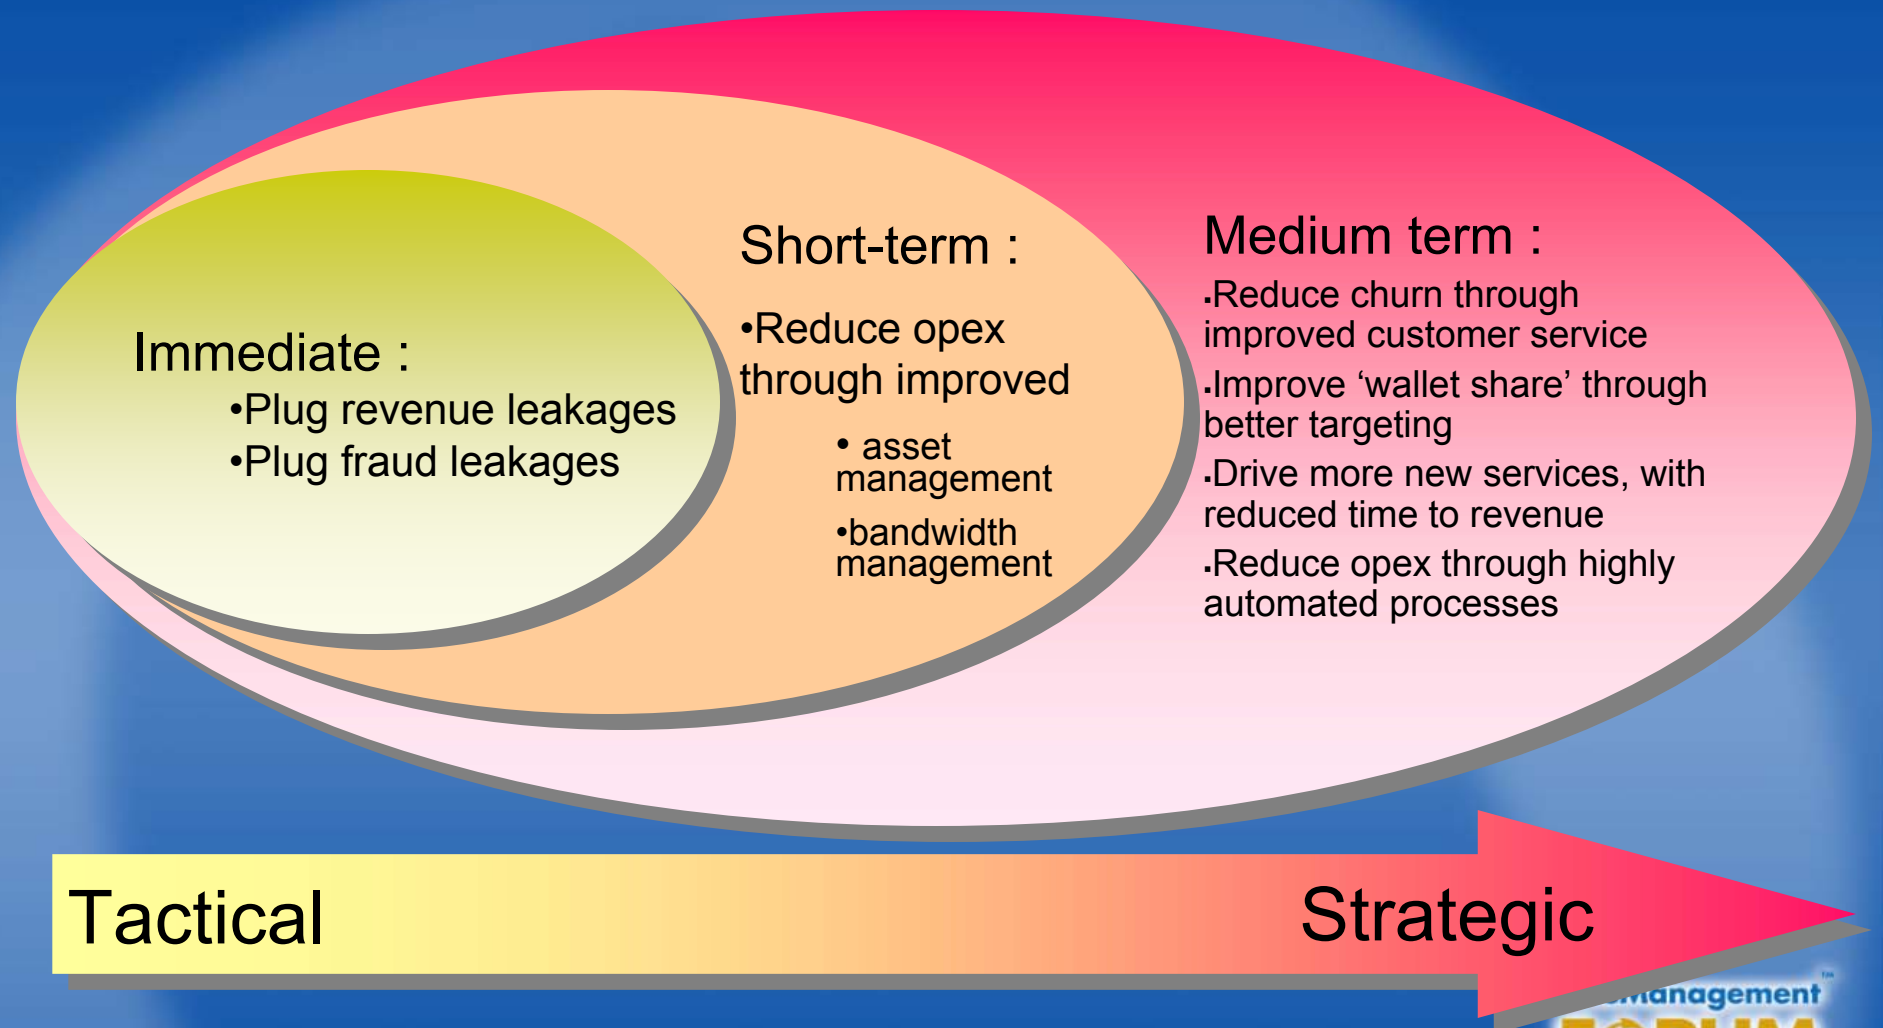 Immediate :
•Plug revenue leakages
•Plug fraud leakages
Short-term :
•Reduce opex
through improved
• asset
management
•bandwidth
management
Medium term :
▪Reduce churn through
improved customer service
▪Improve ‘wallet share’ through
better targeting
▪Drive more new services, with
reduced time to revenue
▪Reduce opex through highly
automated processes
Tactical
Strategic